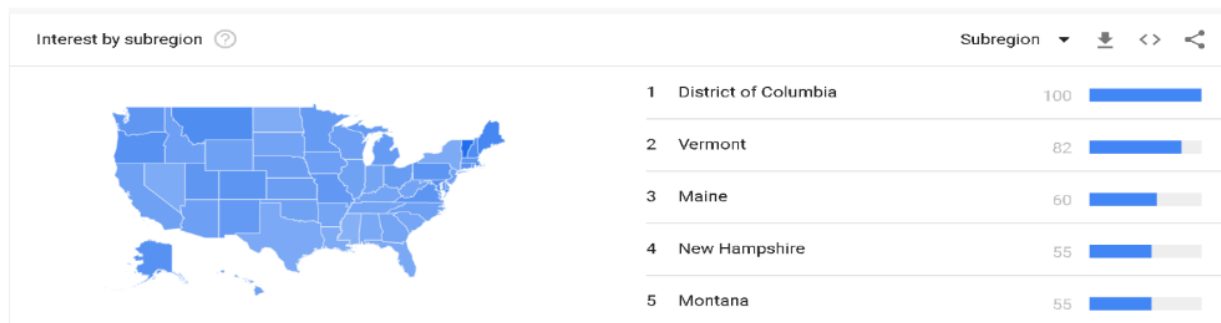 Interest by subregion ?
Subregion
1 District of Columbia 100
2 Vermont 82
3 Maine 60
4 New Hampshire 55
5 Montana 55